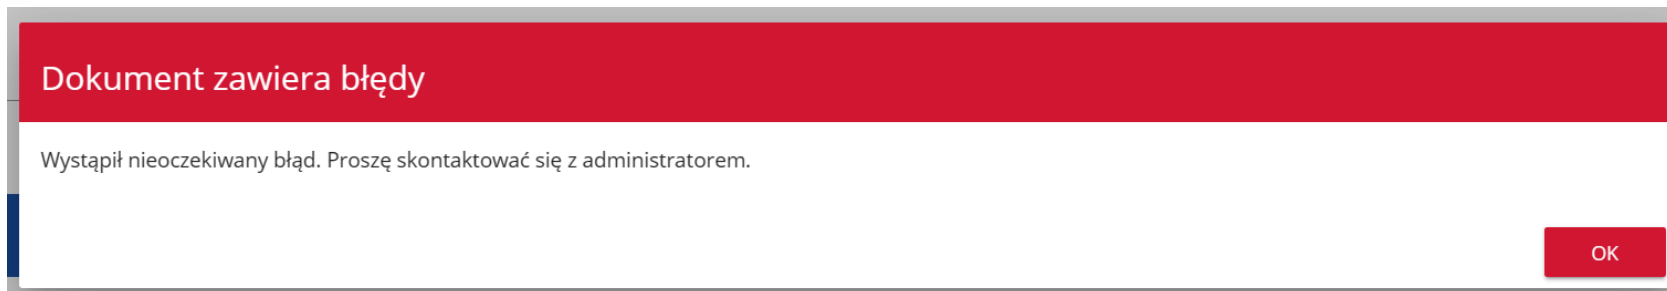 Dokument zawiera błędy
Wystąpił nieoczekiwany błąd. Proszę skontaktować się z administratorem.
OK